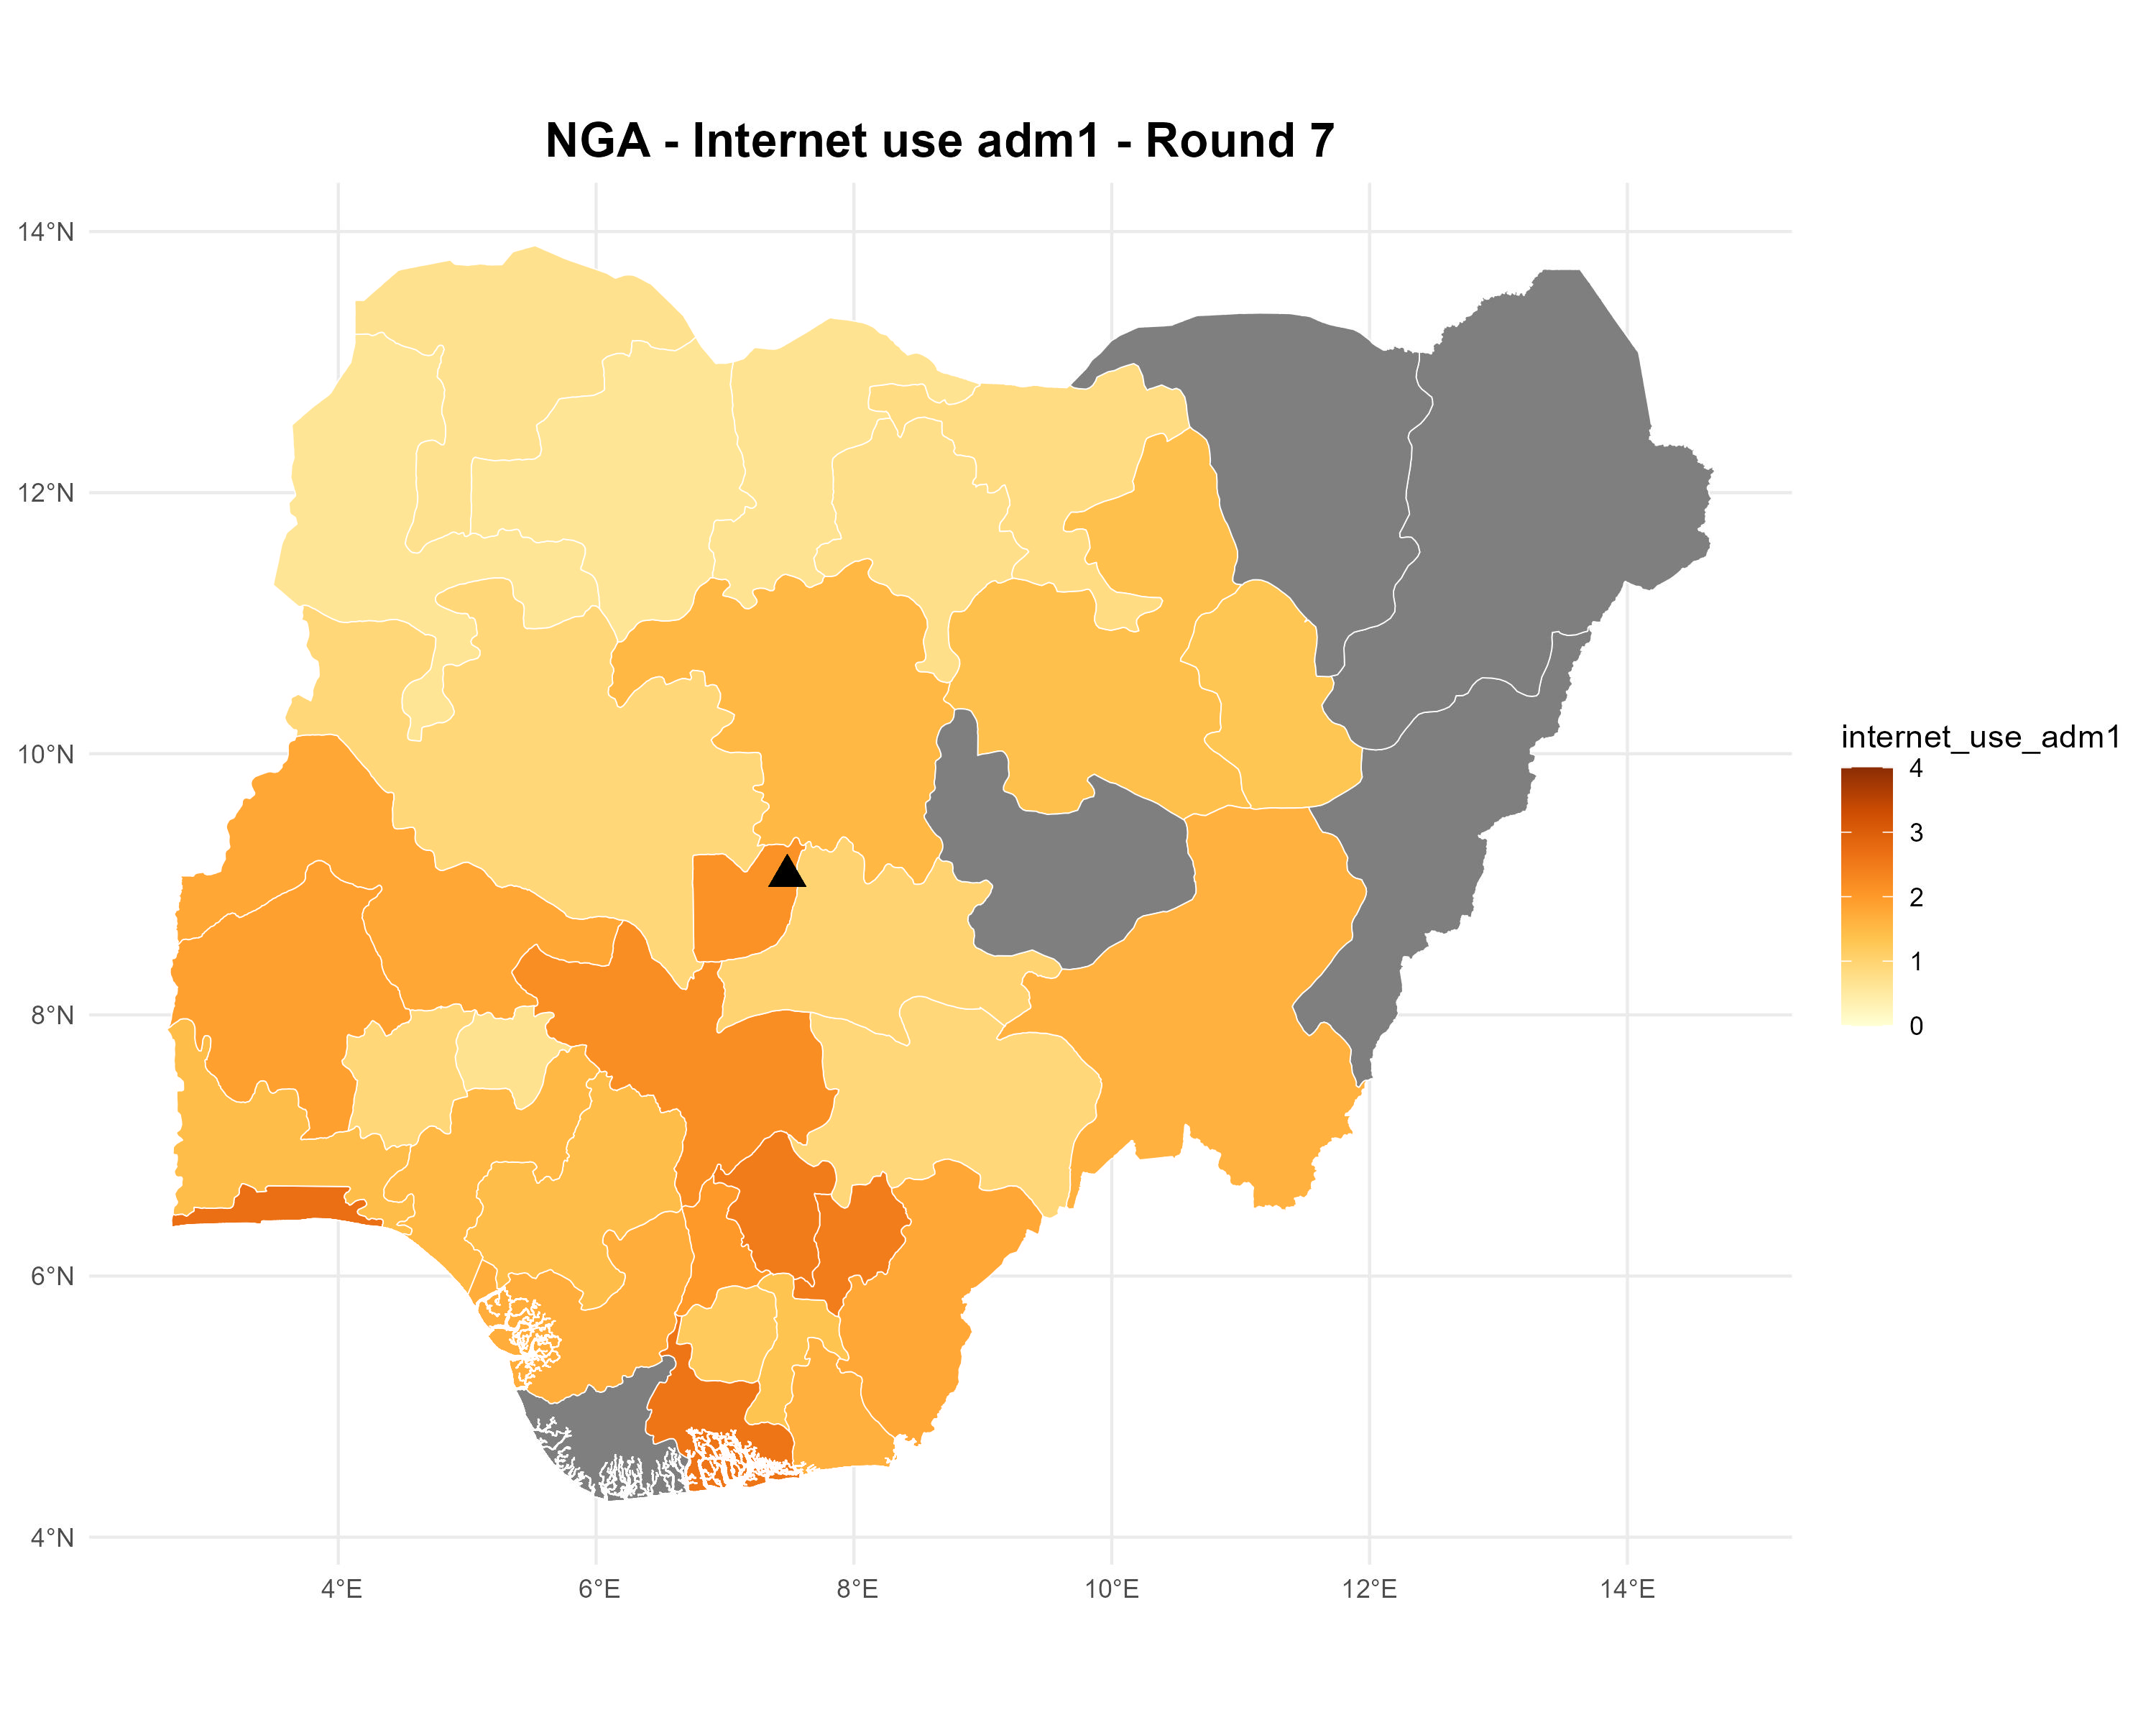 NGA - Internet use adm1 - Round 7
14°N
12°N
10°N
8°N
6°N
4°N
4°E
6°E
8°E
10°E
12°E
14°E
internet_use_adm1
4
3
2
1
0